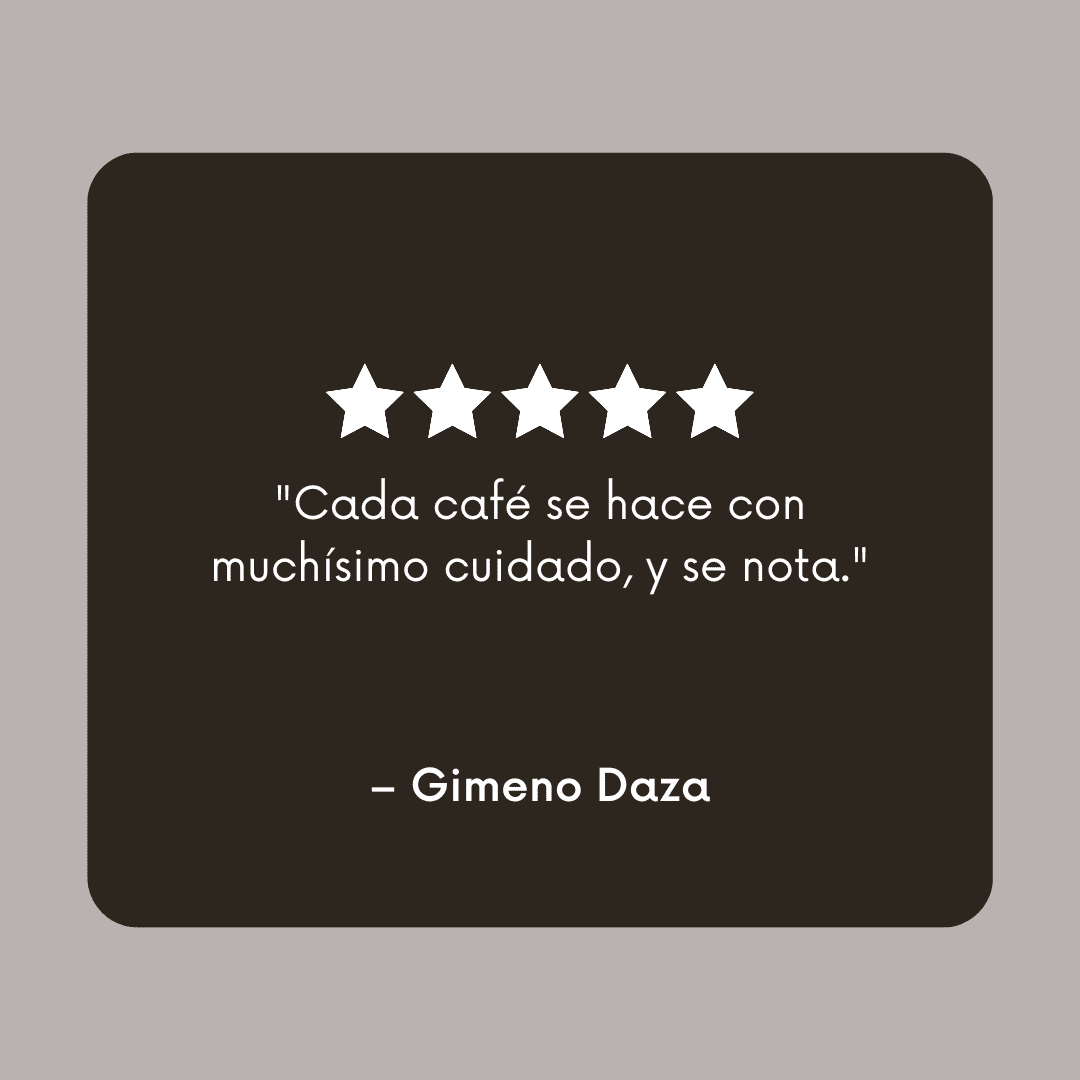 "Cada café se hace con
muchísimo cuidado, y se nota."
– Gimeno Daza